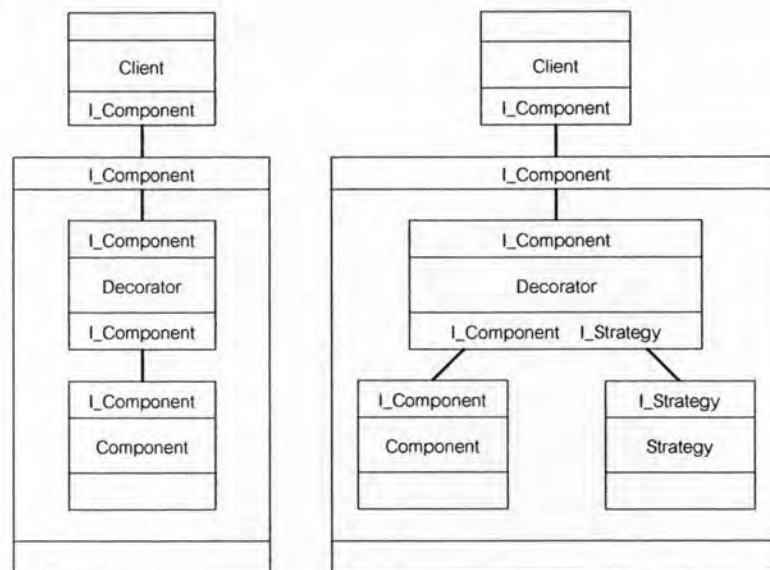 Client
I_Component
I_Component
I_Component
Decorator
I_Component
I_Component
Component
Client
I_Component
I_Component
I_Component
Decorator
I_Component I_Strategy
I_Component
Component
I_Strategy
Strategy